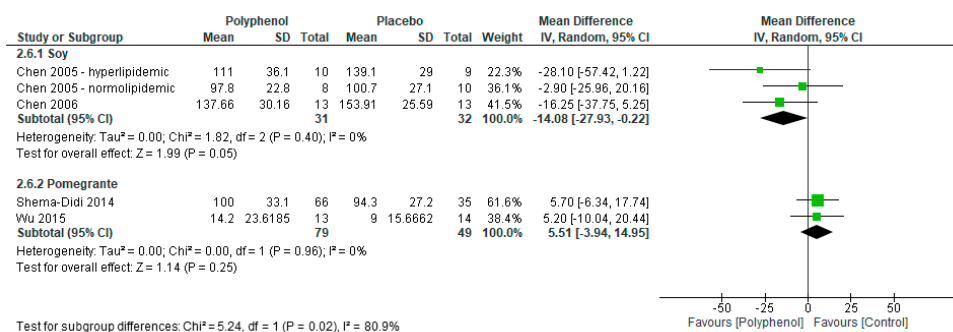 Polyphenol Placebo Mean Difference Mean Difference
Study or Subgroup Mean SD Total Mean SD Total Weight IV, Random, 95% CI IV, Random, 95% CI
2.6.1 Soy
Chen 2005 - hyperlipidemic 111 36.1 10 139.1 29 9 22.3% -28.10 [-57.42, 1.22]
Chen 2005 - normolipidemic 97.8 22.8 8 100.7 27.1 10 36.1% -2.90 [-25.96, 20.16]
Chen 2006 137.66 30.16 13 153.91 25.59 13 41.5% -16.25 [-37.75, 5.25]
Subtotal (95% CI) 31 32 100.0% -14.08 [-27.93, -0.22]
Heterogeneity: Tau² = 0.00; Chi² = 1.82, df = 2 (P = 0.40); I² = 0%
Test for overall effect: Z = 1.99 (P = 0.05)
2.6.2 Pomegrante
Shema-Didi 2014 100 33.1 66 94.3 27.2 35 61.6% 5.70 [-6.34, 17.74]
Wu 2015 14.2 23.6185 13 9 15.6662 14 38.4% 5.20 [-10.04, 20.44]
Subtotal (95% CI) 79 49 100.0% 5.51 [-3.94, 14.95]
Heterogeneity: Tau² = 0.00; Chi² = 0.00, df = 1 (P = 0.96); I² = 0%
Test for overall effect: Z = 1.14 (P = 0.25)
-50 -25 0 25 50
Favours [Polyphenol] Favours [Control]
Test for subgroup differences: Chi² = 5.24, df = 1 (P = 0.02), I² = 80.9%